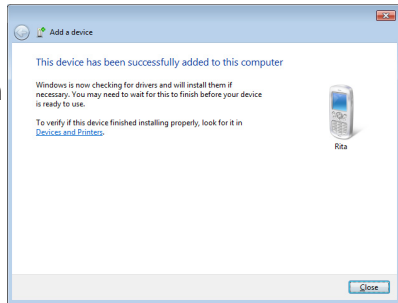 Add a device
This device has been successfully added to this computer
Windows is now checking for drivers and will install them if
necessary. You may need to wait for this to finish before your device
is ready to use.
To verify if this device finished installing properly, look for it in
Devices and Printers.
Rita
Close